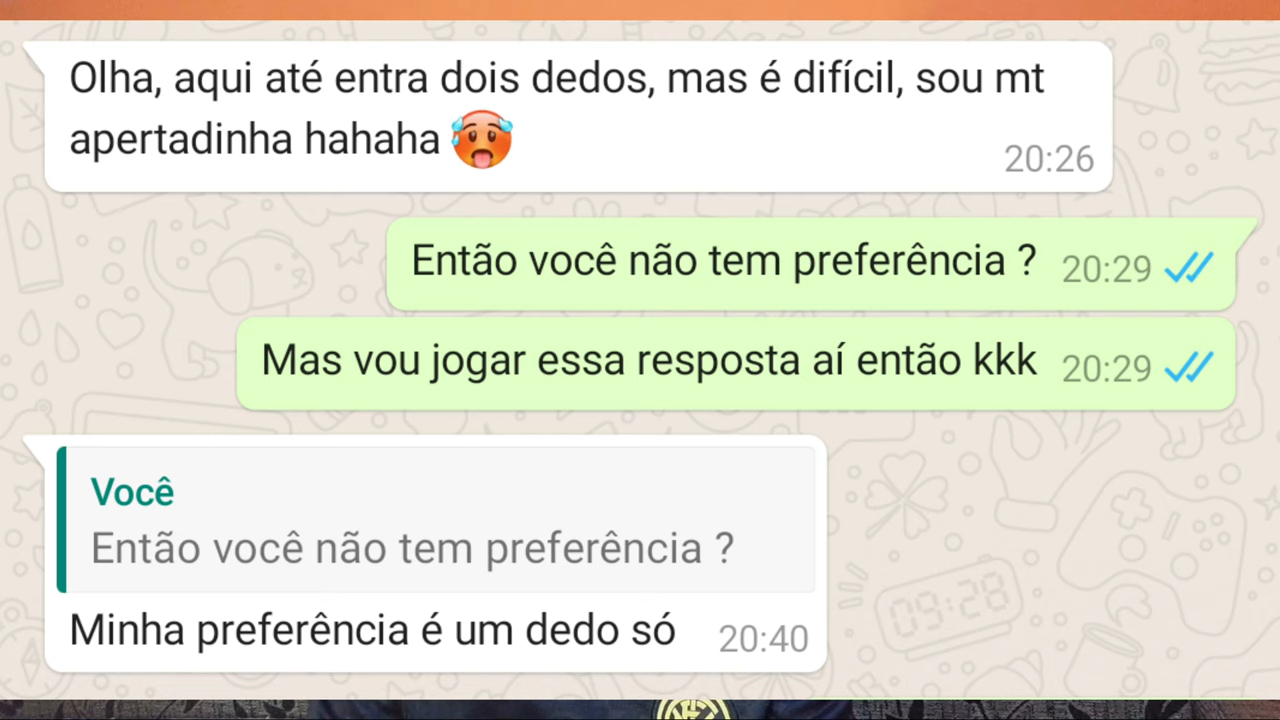 Olha, aqui até entra dois dedos, mas é difícil, sou mt
apertadinha hahaha 🥵
20:26
Então você não tem preferência ? 20:29
Mas vou jogar essa resposta aí então kkk 20:29
Você
Então você não tem preferência ?
Minha preferência é um dedo só 20:40
09:28